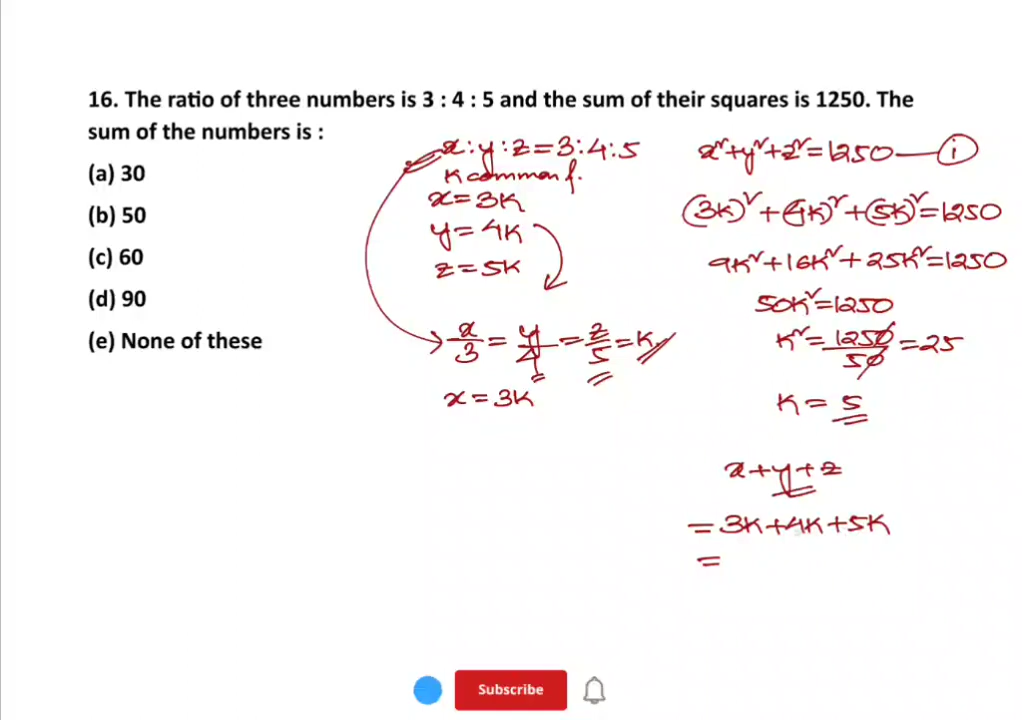 16. The ratio of three numbers is 3 : 4 : 5 and the sum of their squares is 1250. The
sum of the numbers is :
(a) 30
(b) 50
(c) 60
(d) 90
(e) None of these
x:y:z=3:4:5
K common f.
x=3K
y=4K
z=5K
x/3=y/4=z/5=K
x=3K
x²+y²+z²=1250—(i)
(3K)²+(4K)²+(5K)²=1250
9K²+16K²+25K²=1250
50K²=1250
K²=1250/50=25
K=5
x+y+z
=3K+4K+5K
=
Subscribe